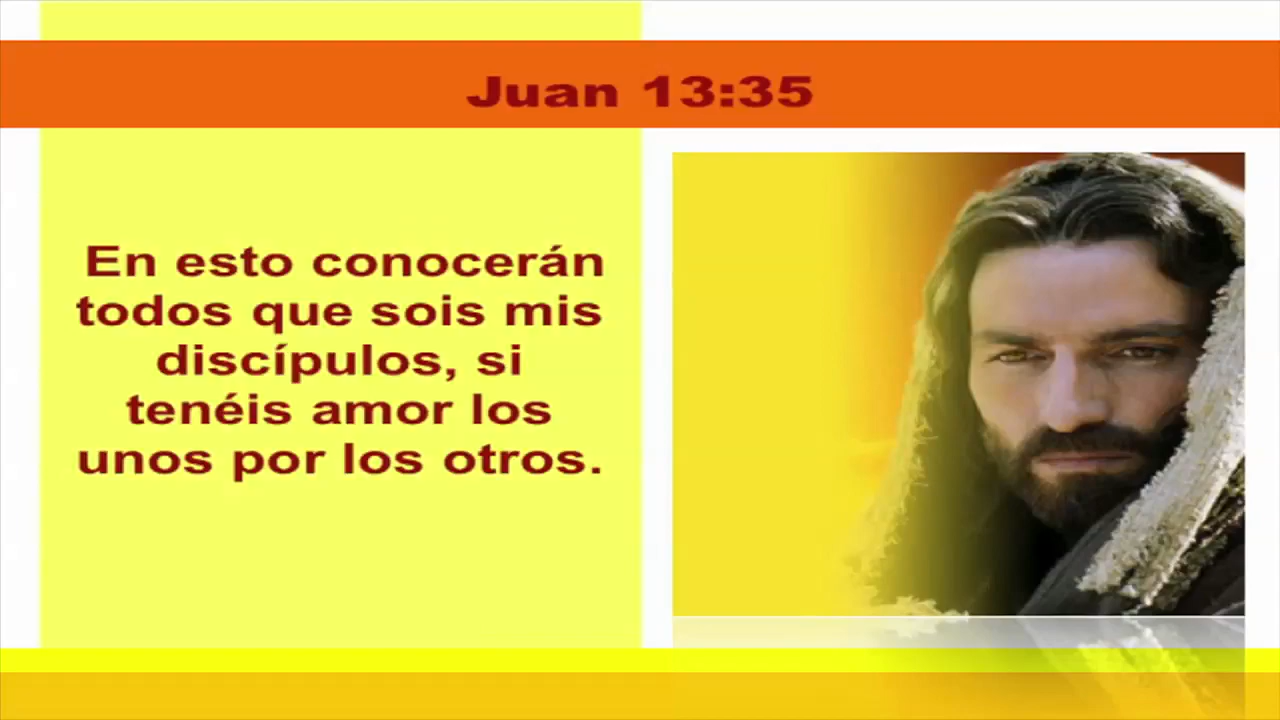 Juan 13:35
En esto conocerán
todos que sois mis
discípulos, si
tenéis amor los
unos por los otros.